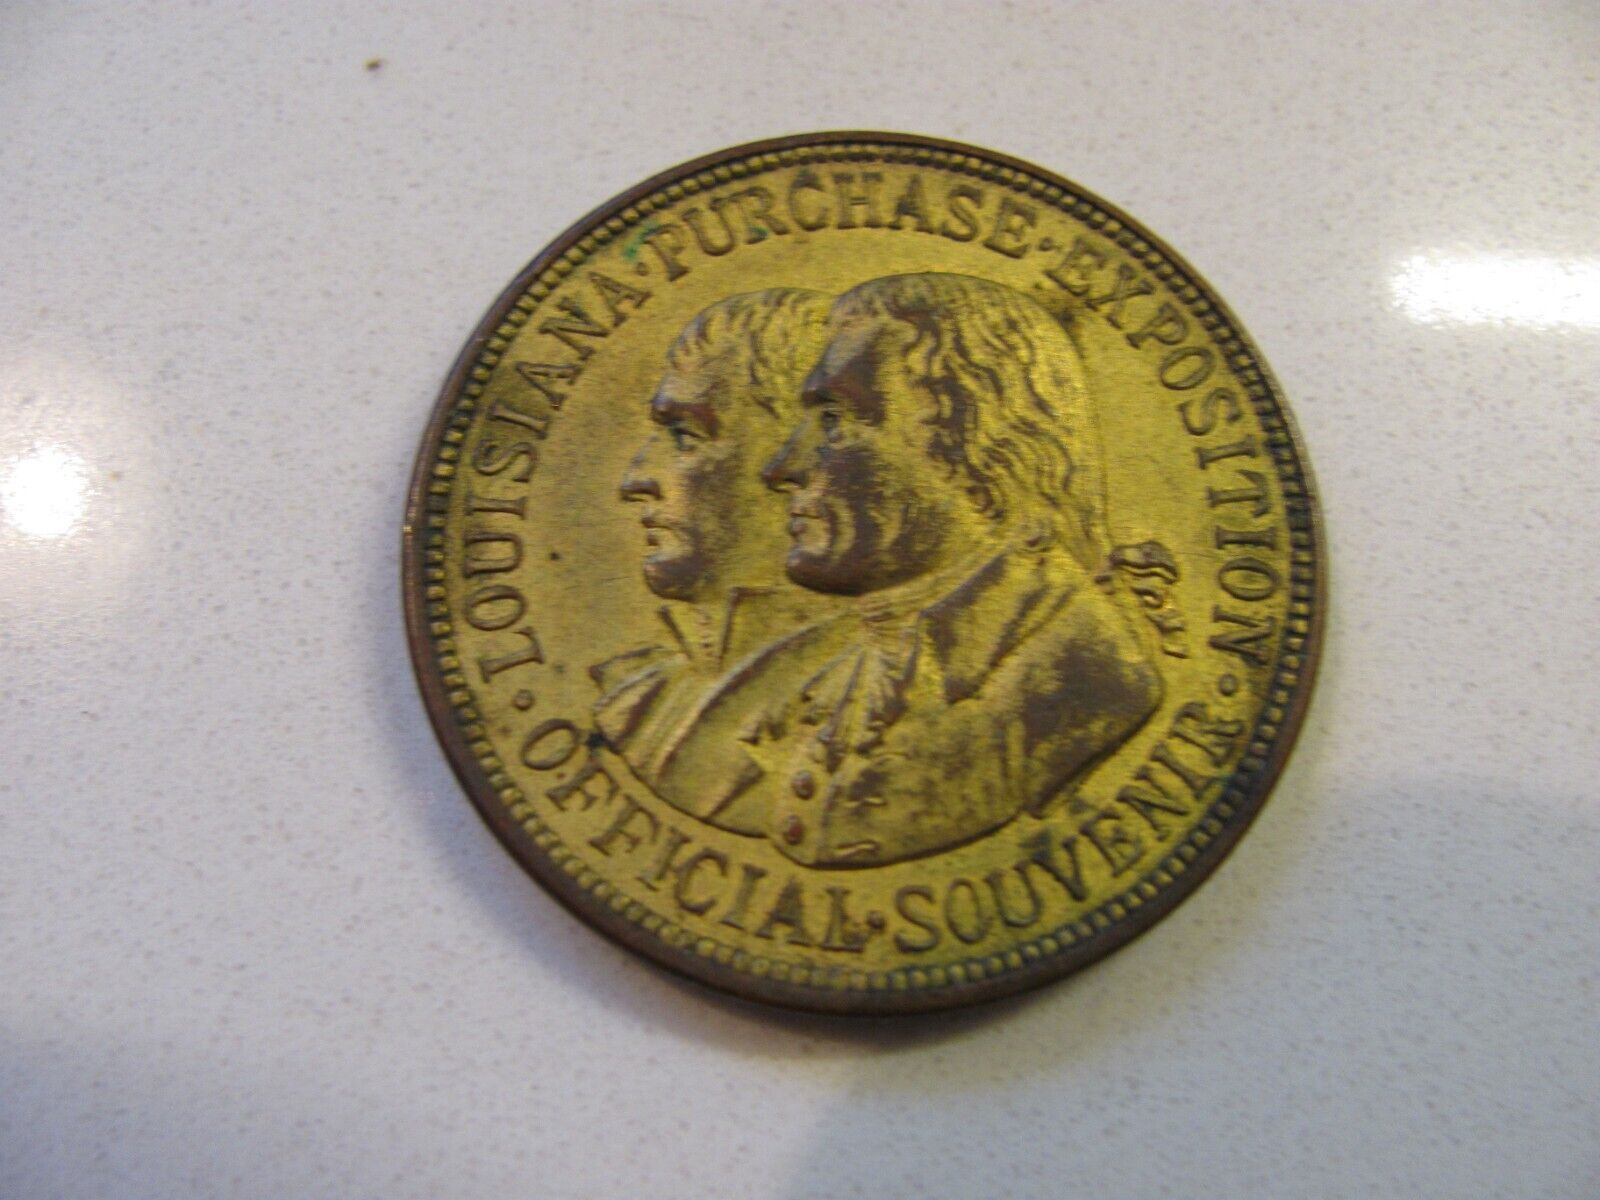 LOUISIANA·PURCHASE·EXPOSITION·
OFFICIAL·SOUVENIR·